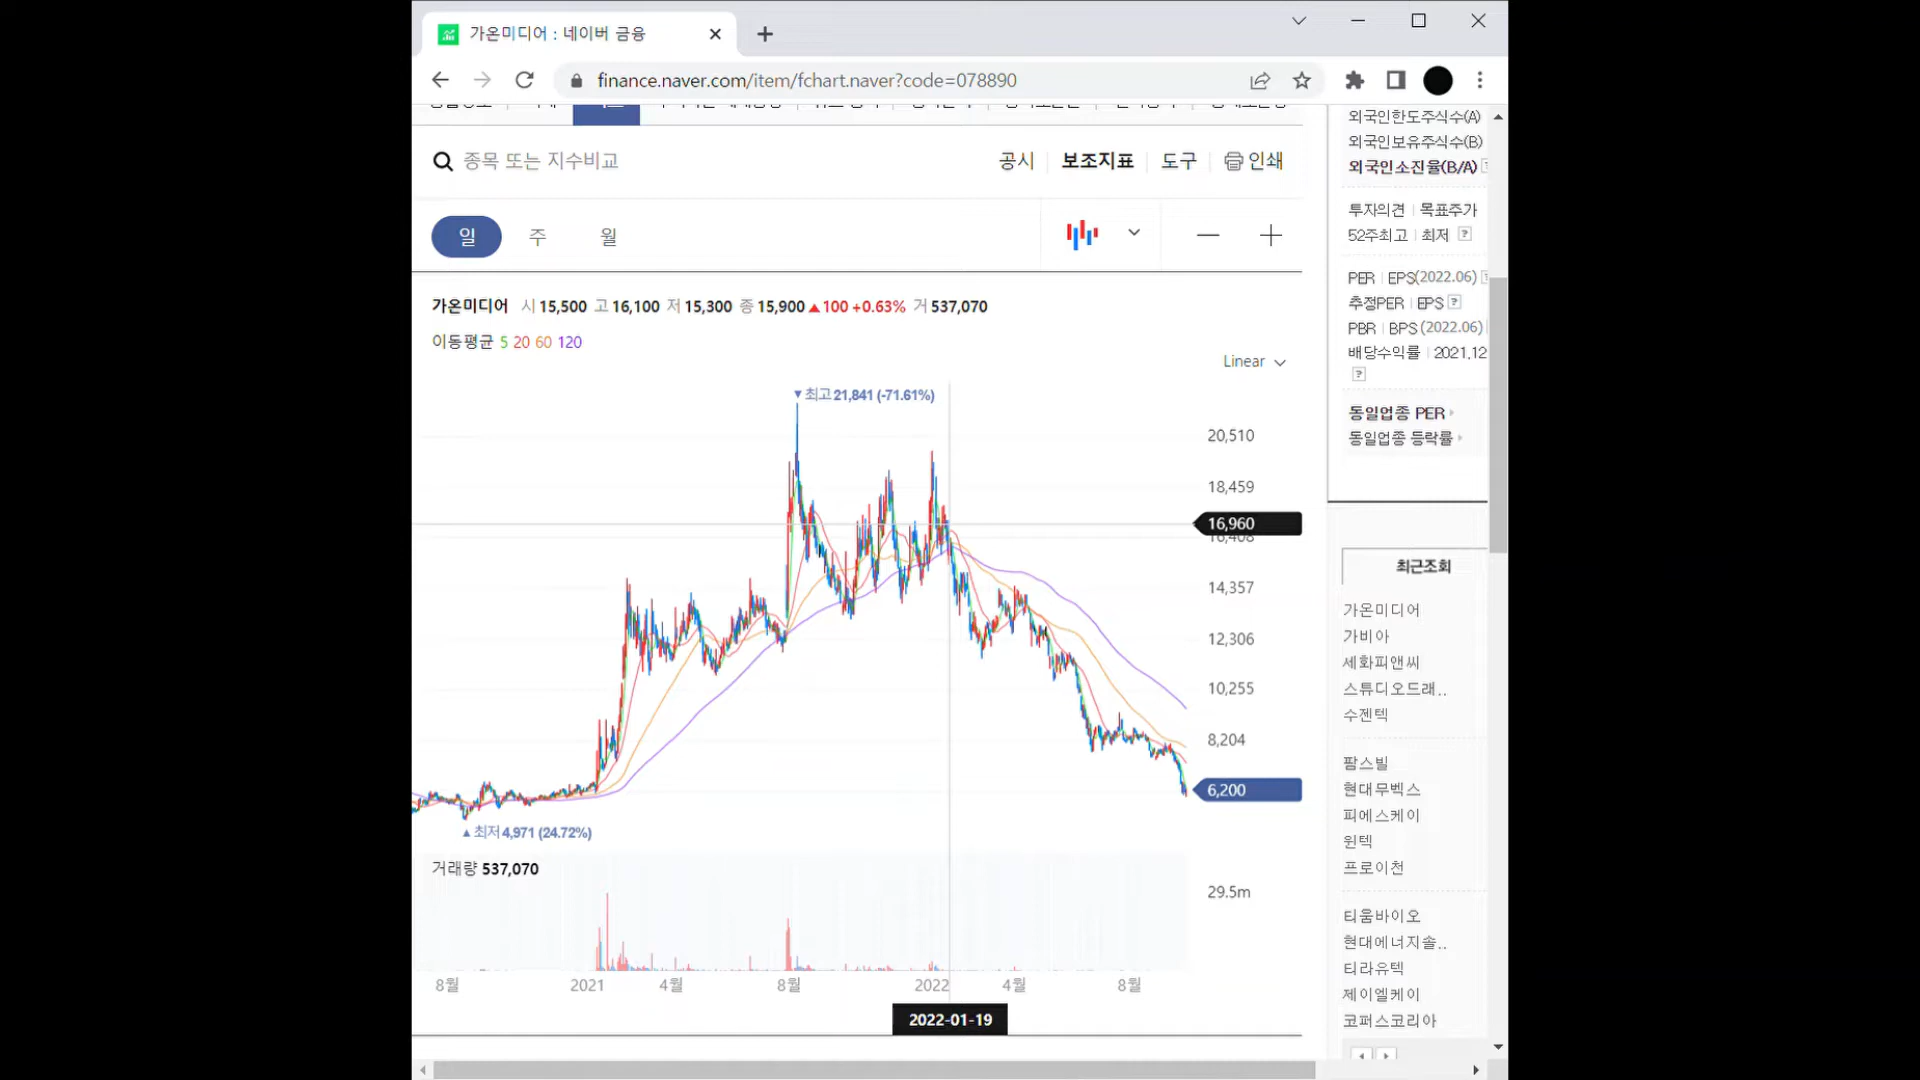 가온미디어 : 네이버 금융
finance.naver.com/item/fchart.naver?code=078890
종목 또는 지수비교
공시 보조지표 도구 인쇄
일 주 월
가온미디어 시 15,500 고 16,100 저 15,300 종 15,900 ▲100 +0.63% 거 537,070
이동평균 5 20 60 120
Linear
▼최고 21,841 (-71.61%)
20,510
18,459
16,960
16,408
14,357
12,306
10,255
8,204
6,200
▲최저 4,971 (24.72%)
거래량 537,070
29.5m
8월 2021 4월 8월 2022 4월 8월
2022-01-19
외국인한도주식수(A)
외국인보유주식수(B)
외국인소진율(B/A) ?
투자의견 | 목표주가
52주최고 | 최저 ?
PER | EPS(2022.06) ?
추정PER | EPS ?
PBR | BPS (2022.06)
배당수익률 | 2021.12
?
동일업종 PER
동일업종 등락률
최근조회
가온미디어
가비아
세화피앤씨
스튜디오드래..
수젠텍
팜스빌
현대무벡스
피에스케이
윈텍
프로이천
티움바이오
현대에너지솔..
티라유텍
제이엘케이
코퍼스코리아